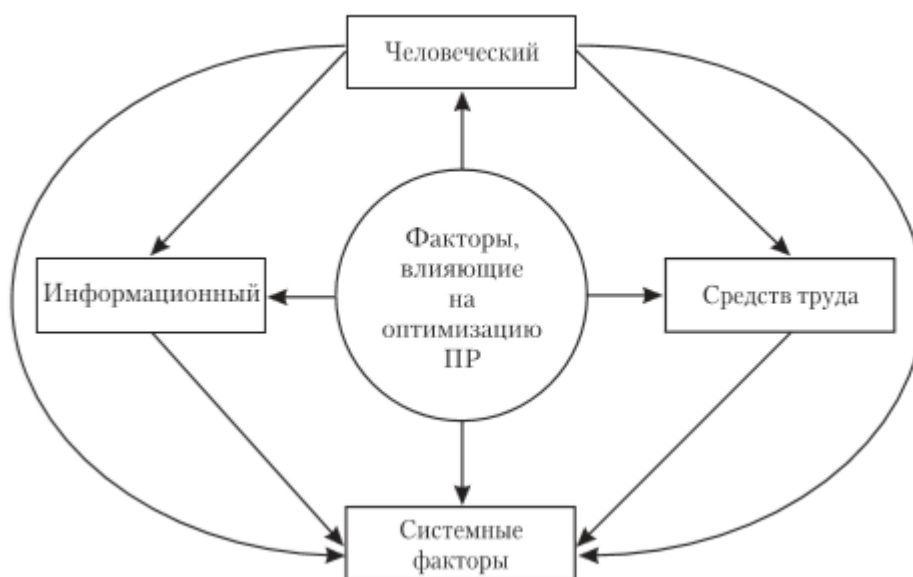 Человеческий
Факторы,
влияющие
на
оптимизацию
ПР
Информационный
Средств труда
Системные
факторы